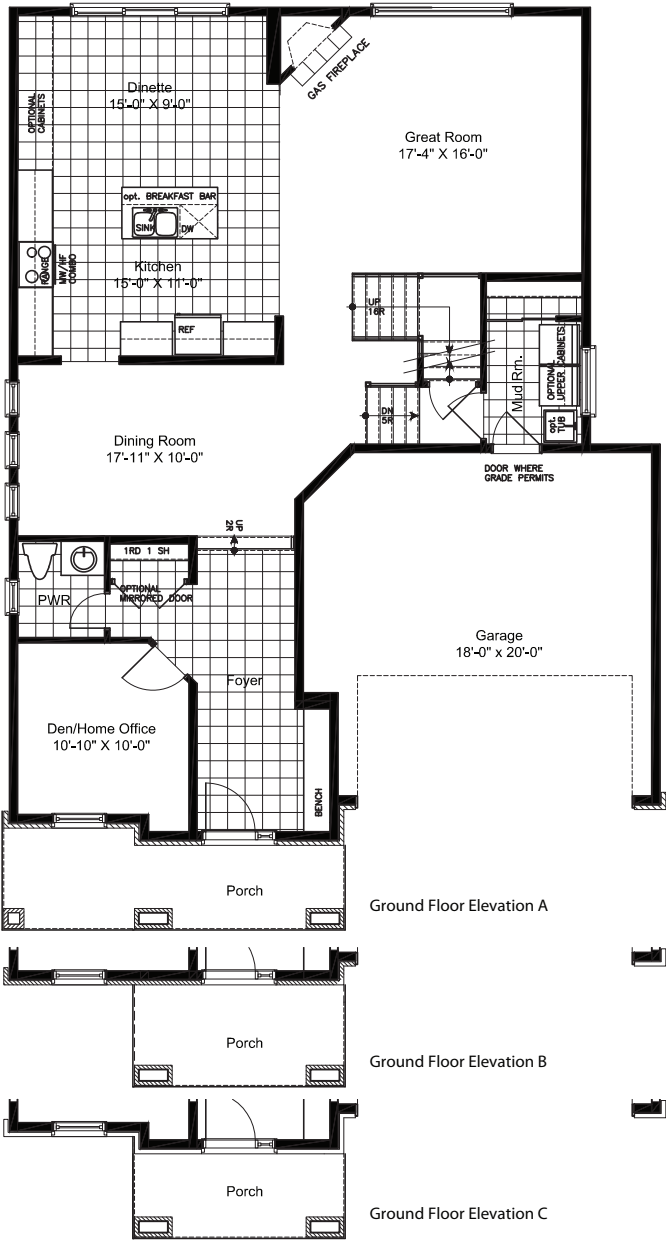 Dinette
15'-0" X 9'-0"
OPTIONAL
CABINETS
GAS FIREPLACE
Great Room
17'-4" X 16'-0"
opt. BREAKFAST BAR
SINK
DW
RANGE
MW/HF
COMBO
Kitchen
15'-0" X 11'-0"
REF
UP
16R
Mud Rm.
OPTIONAL
UPPER CABINETS
opt.
TUB
DN
5R
Dining Room
17'-11" X 10'-0"
DOOR WHERE
GRADE PERMITS
UP
2R
1RD 1 SH
OPTIONAL
MIRRORED DOOR
PWR
Foyer
Garage
18'-0" x 20'-0"
Den/Home Office
10'-10" X 10'-0"
BENCH
Porch
Ground Floor Elevation A
Porch
Ground Floor Elevation B
Porch
Ground Floor Elevation C